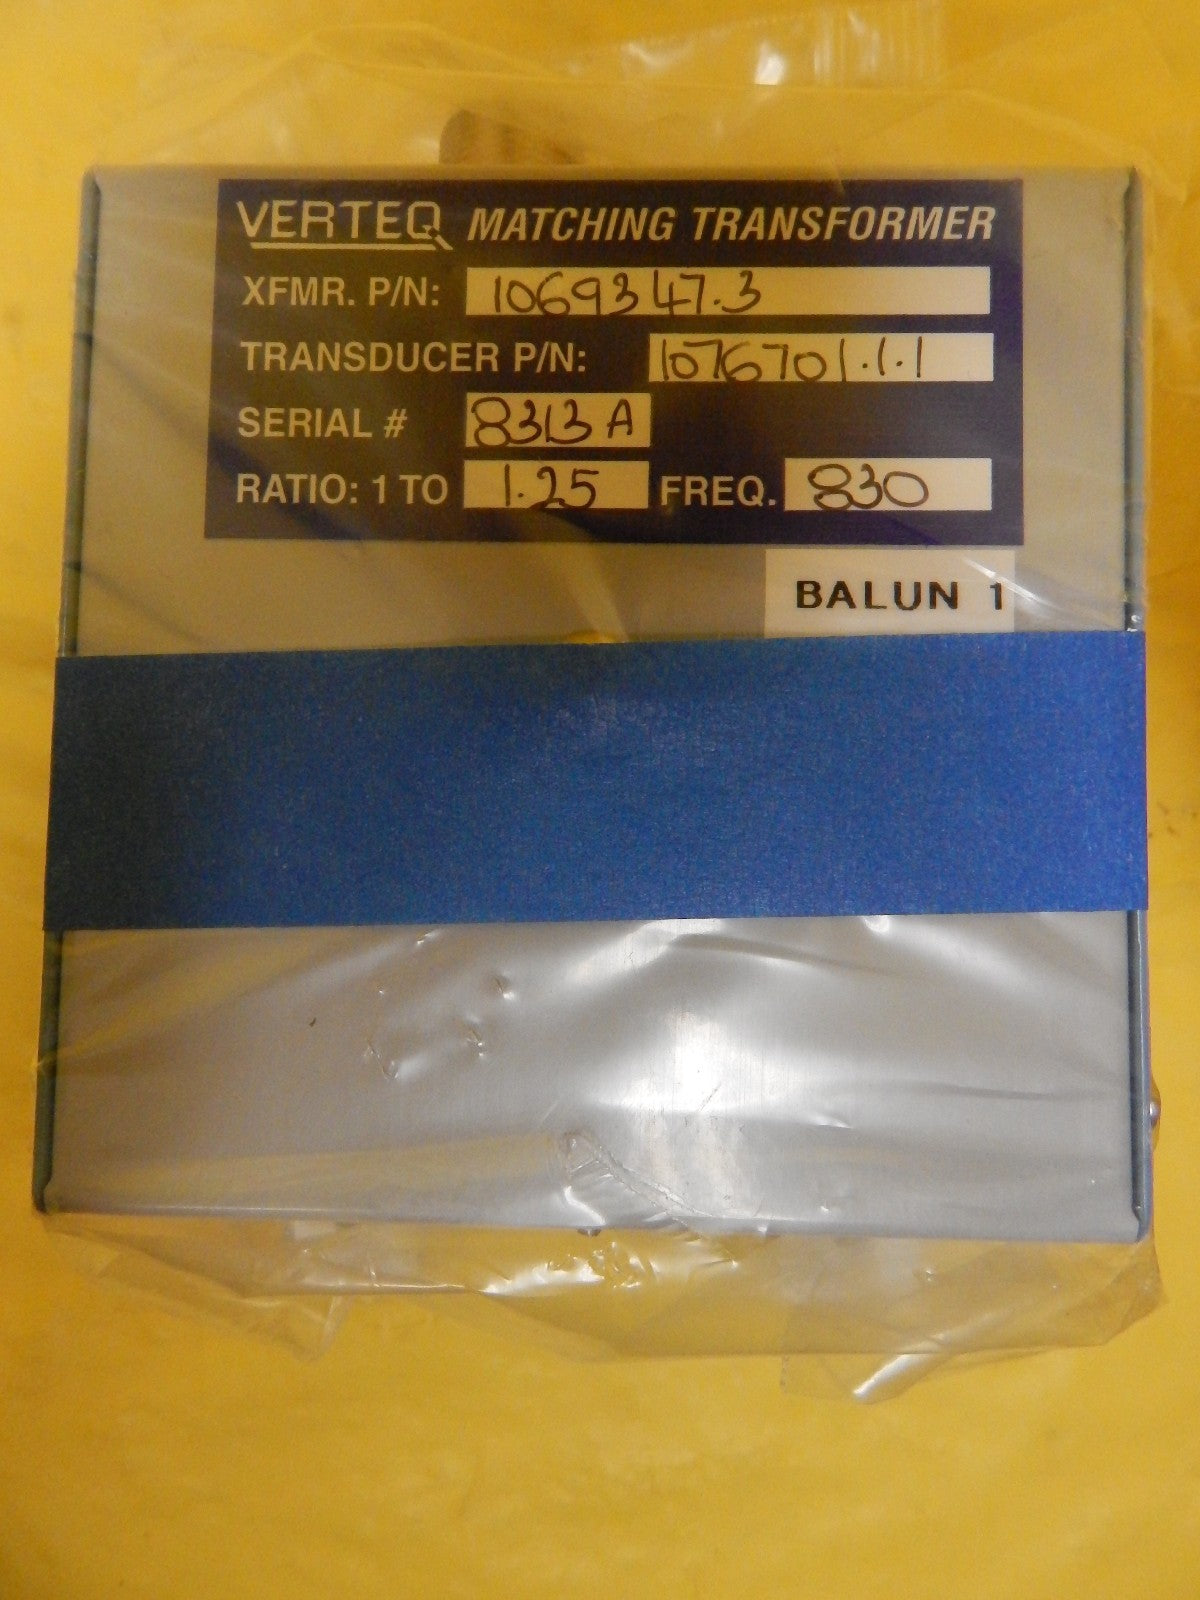 VERTEQ MATCHING TRANSFORMER
XFMR. P/N: 1069347.3
TRANSDUCER P/N: 1076701.1.1
SERIAL # 8313 A
RATIO: 1 TO 1.25 FREQ. 830
BALUN 1